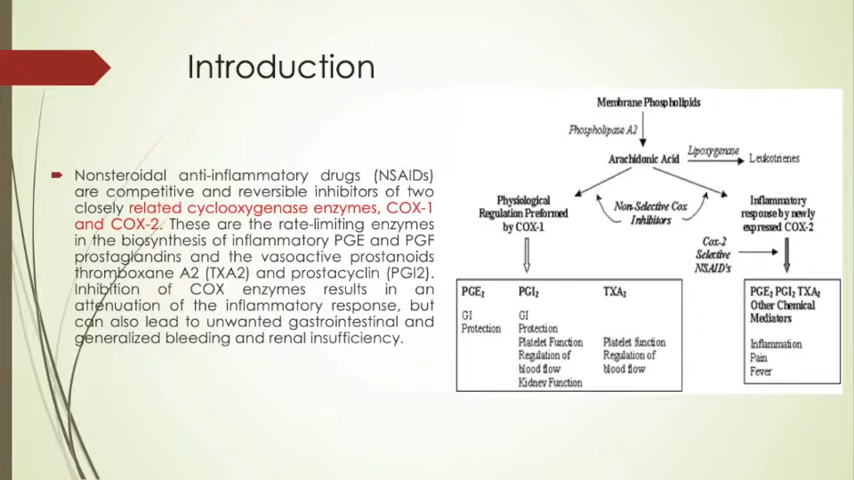 Introduction
Nonsteroidal anti-inflammatory drugs (NSAIDs)
are competitive and reversible inhibitors of two
closely related cyclooxygenase enzymes, COX-1
and COX-2. These are the rate-limiting enzymes
in the biosynthesis of inflammatory PGE and PGF
prostaglandins and the vasoactive prostanoids
thromboxane A2 (TXA2) and prostacyclin (PGI2).
Inhibition of COX enzymes results in an
attenuation of the inflammatory response, but
can also lead to unwanted gastrointestinal and
generalized bleeding and renal insufficiency.
Membrane Phospholipids
Phospholipase A2
Arachidonic Acid
Lipoxygenase
Leukotrienes
Physiological
Regulation Preformed
by COX-1
Non-Selective Cox
Inhibitors
Inflammatory
response by newly
expressed COX-2
Cox-2
Selective
NSAID's
PGE₂ PGI₂ TXA₂
GI
Protection
GI
Protection
Platelet Function
Regulation of
blood flow
Kidney Function
Platelet function
Regulation of
blood flow
PGE₂ PGI₂ TXA₂
Other Chemical
Mediators
Inflammation
Pain
Fever